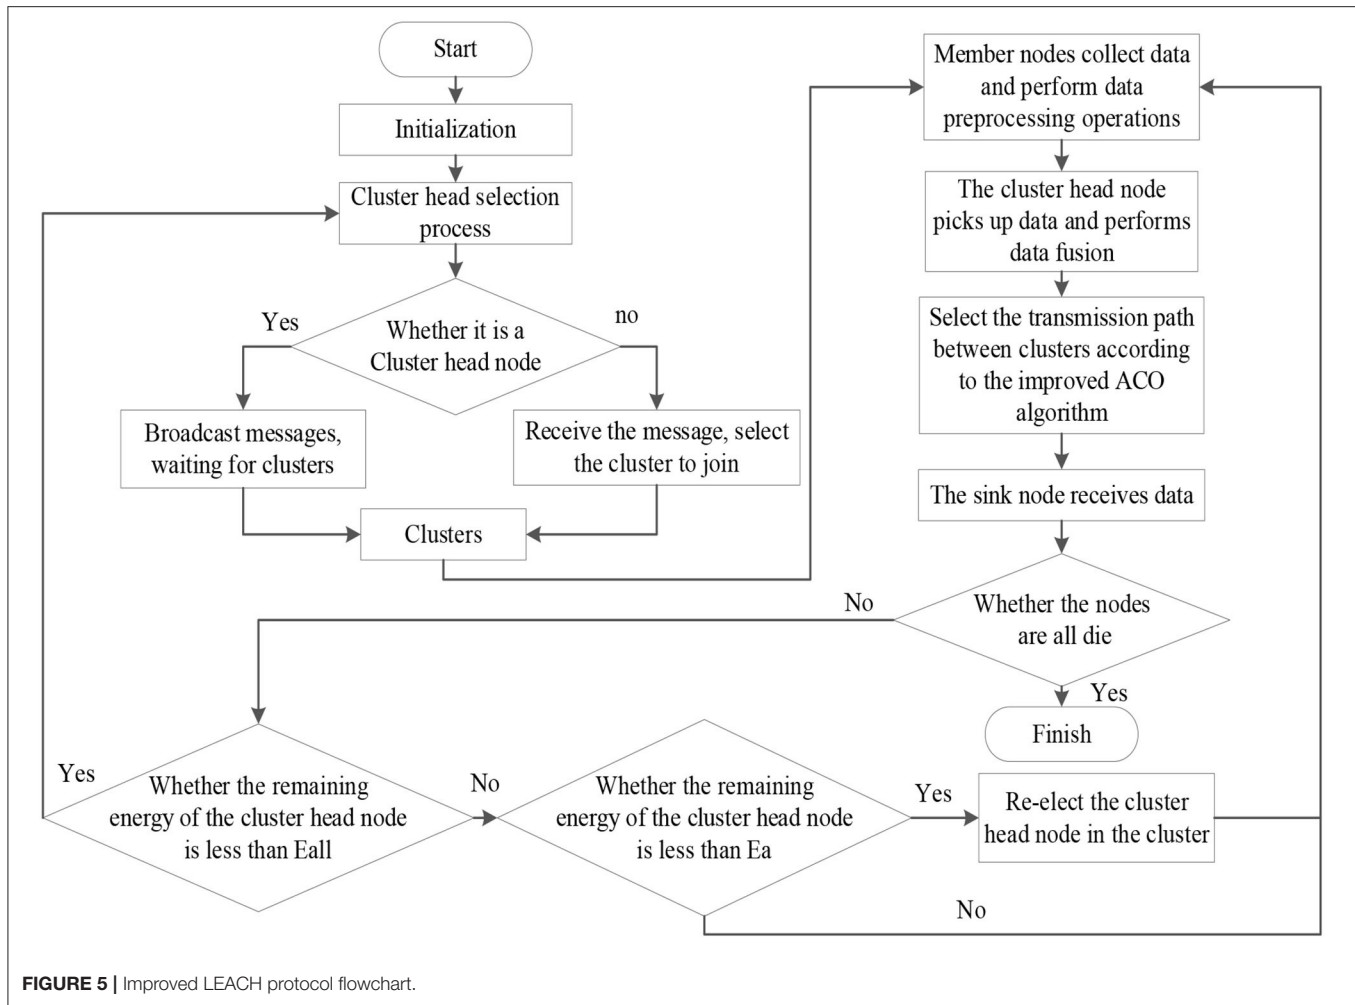 Start
Initialization
Cluster head selection
process
Yes
no
Whether it is a
Cluster head node
Broadcast messages,
waiting for clusters
Receive the message, select
the cluster to join
Clusters
Member nodes collect data
and perform data
preprocessing operations
The cluster head node
picks up data and performs
data fusion
Select the transmission path
between clusters according
to the improved ACO
algorithm
The sink node receives data
No
Whether the nodes
are all die
Yes
Finish
Yes
Whether the remaining
energy of the cluster head node
is less than Eall
No
Whether the remaining
energy of the cluster head node
is less than Ea
Yes
Re-elect the cluster
head node in the cluster
No
FIGURE 5 | Improved LEACH protocol flowchart.